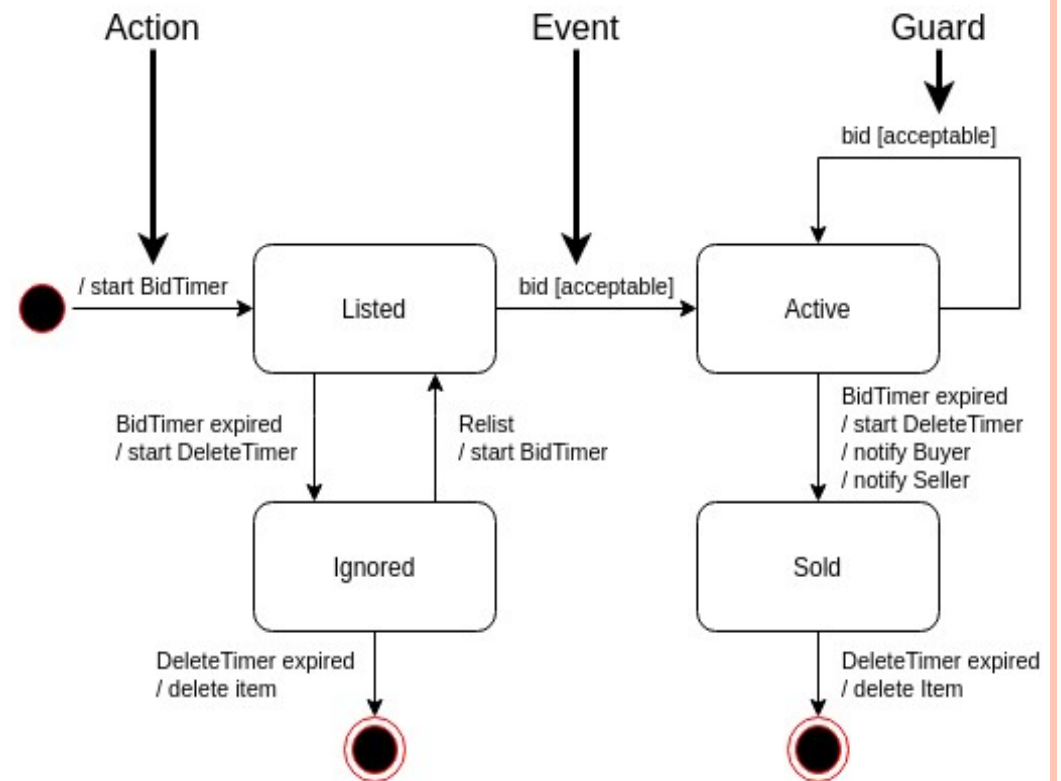 Action
Event
Guard
bid [acceptable]
/ start BidTimer
bid [acceptable]
Listed
Active
BidTimer expired
/ start DeleteTimer
Relist
/ start BidTimer
BidTimer expired
/ start DeleteTimer
/ notify Buyer
/ notify Seller
Ignored
Sold
DeleteTimer expired
/ delete item
DeleteTimer expired
/ delete Item